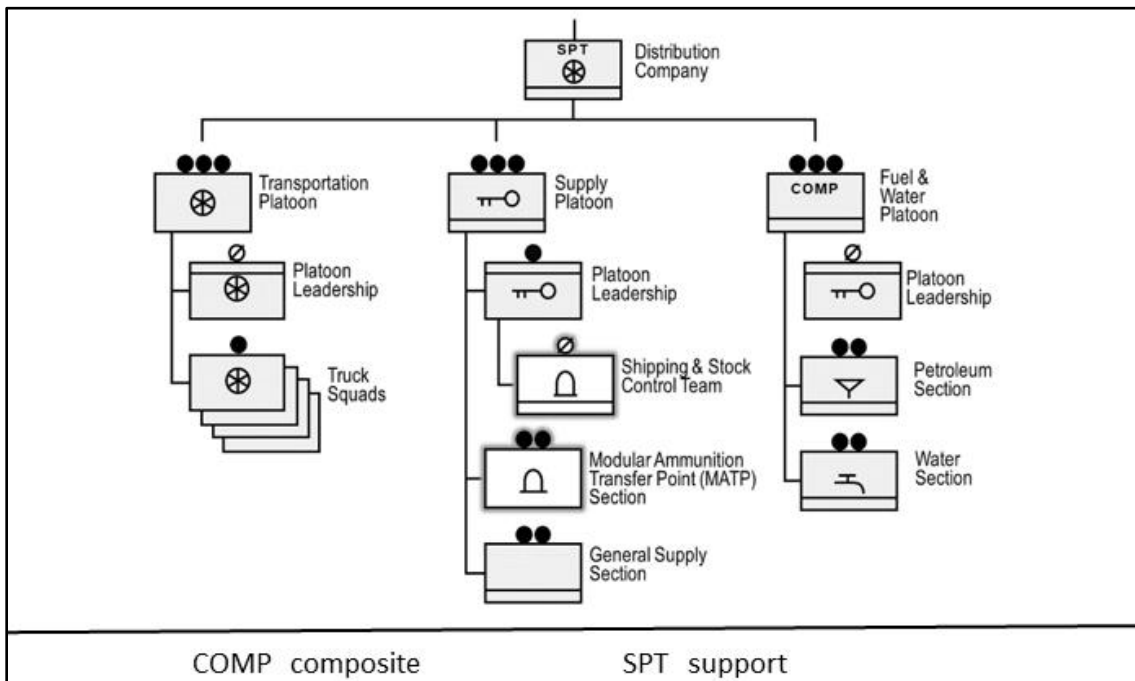 SPT
Distribution
Company
Transportation
Platoon
Platoon
Leadership
Truck
Squads
Supply
Platoon
Platoon
Leadership
Shipping & Stock
Control Team
Modular Ammunition
Transfer Point (MATP)
Section
General Supply
Section
COMP
Fuel &
Water
Platoon
Platoon
Leadership
Petroleum
Section
Water
Section
COMP composite SPT support